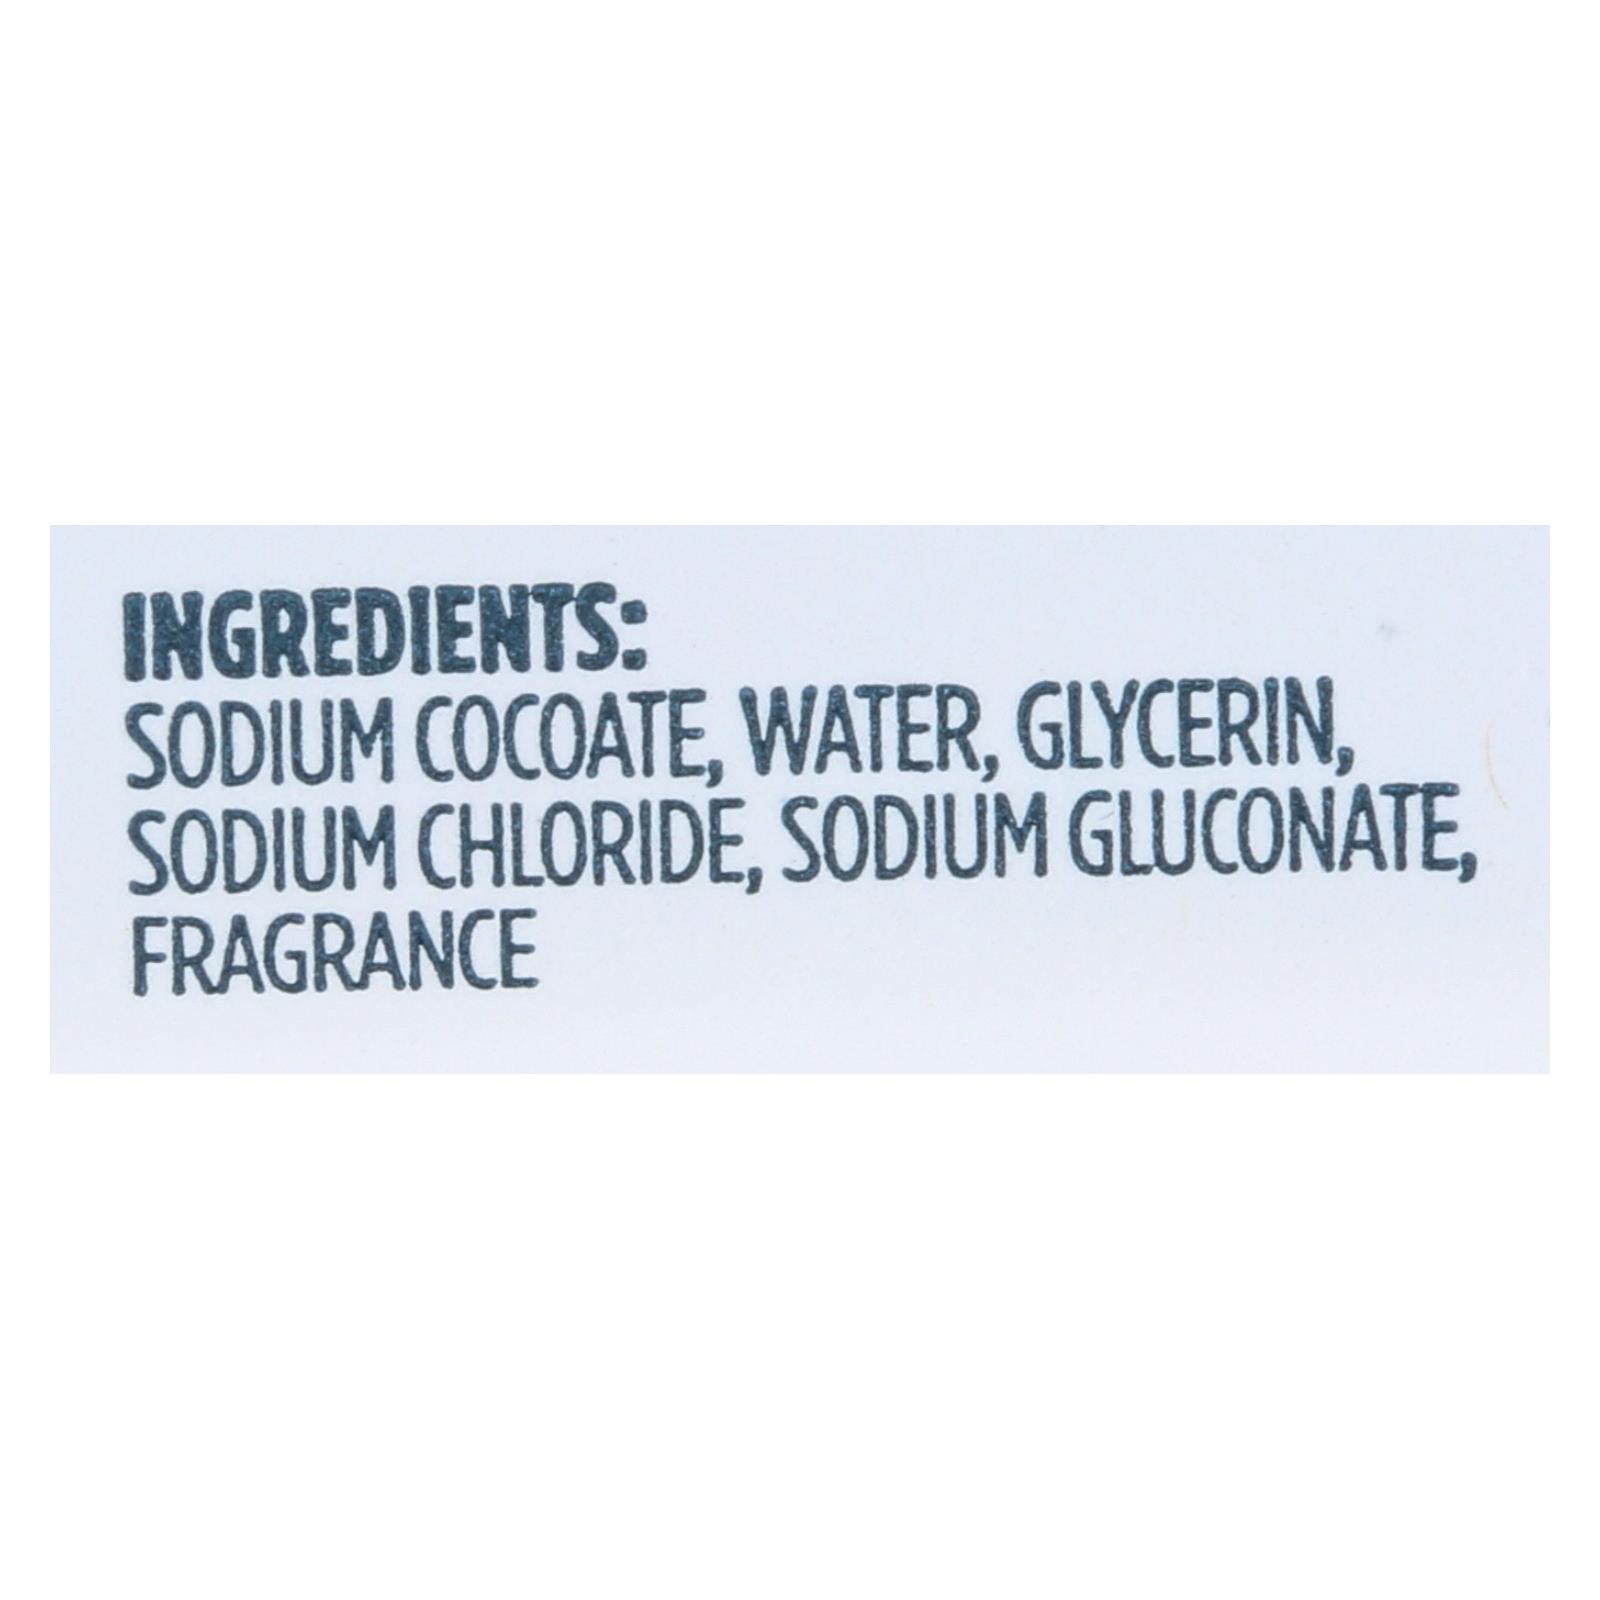 INGREDIENTS:
SODIUM COCOATE, WATER, GLYCERIN,
SODIUM CHLORIDE, SODIUM GLUCONATE,
FRAGRANCE